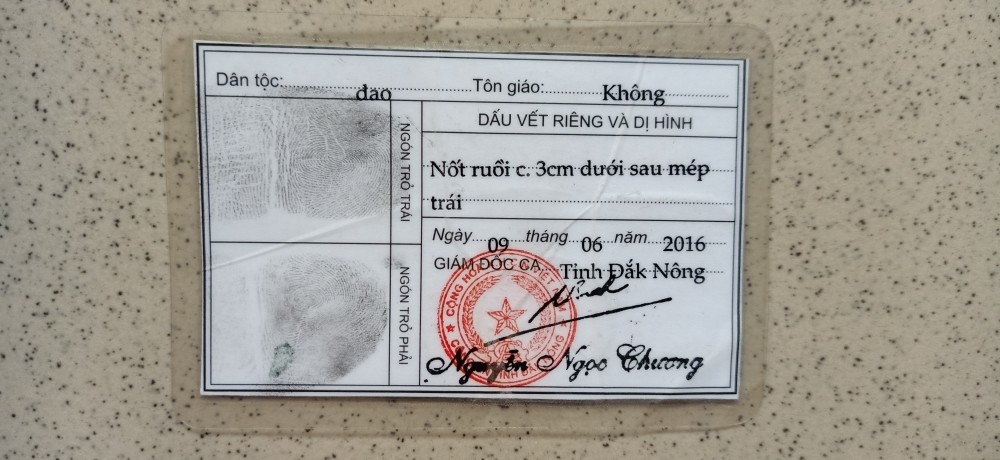 Dân tộc: đao Tôn giáo: Không
NGÓN TRỎ TRÁI
DẤU VẾT RIÊNG VÀ DỊ HÌNH
Nốt ruồi c. 3cm dưới sau mép
trái
Ngày 09 tháng 06 năm 2016
GIÁM ĐỐC CA Tỉnh Đắk Nông
NGÓN TRỎ PHẢI
Nguyễn Ngọc Chương